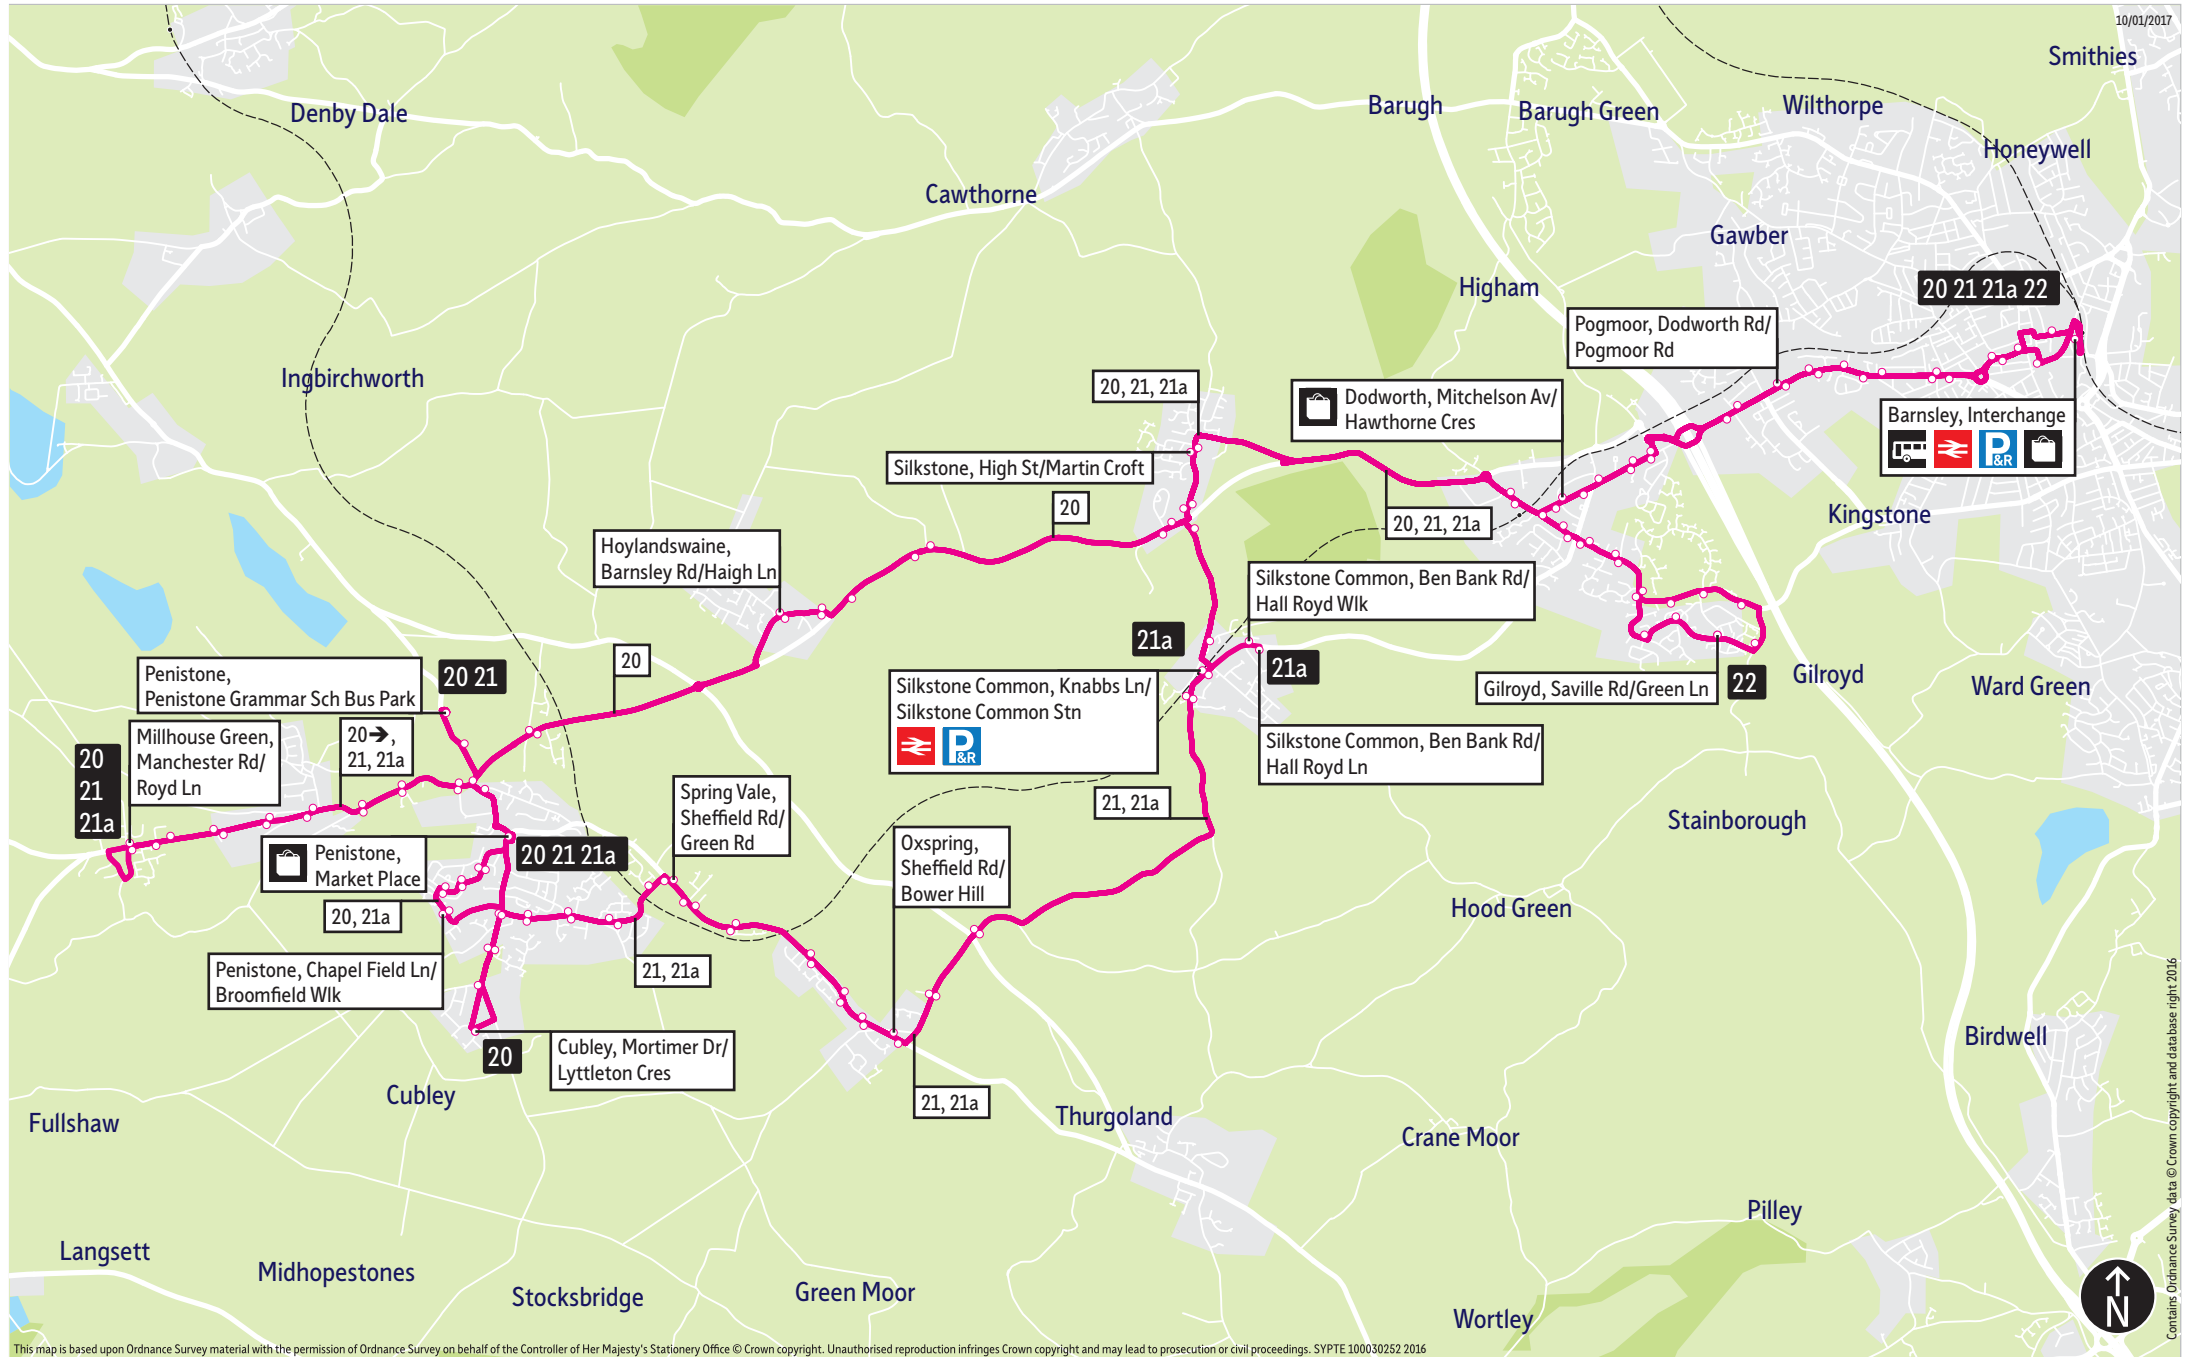 10/01/2017
Smithies
Denby Dale
Barugh
Barugh Green
Wilthorpe
Honeywell
Cawthorne
Gawber
Higham
20 21 21a 22
Pogmoor, Dodworth Rd/
Pogmoor Rd
Ingbirchworth
20, 21, 21a
Dodworth, Mitchelson Av/
Hawthorne Cres
Barnsley, Interchange
P&R
Silkstone, High St/Martin Croft
20
20, 21, 21a
Kingstone
Hoylandswaine,
Barnsley Rd/Haigh Ln
Silkstone Common, Ben Bank Rd/
Hall Royd Wlk
21a
21a
20
Penistone,
Penistone Grammar Sch Bus Park
20 21
Silkstone Common, Knabbs Ln/
Silkstone Common Stn
P&R
Gilroyd, Saville Rd/Green Ln
22
Gilroyd
Ward Green
Millhouse Green,
Manchester Rd/
Royd Ln
20➔,
21, 21a
20
21
21a
Silkstone Common, Ben Bank Rd/
Hall Royd Ln
Spring Vale,
Sheffield Rd/
Green Rd
21, 21a
Stainborough
Penistone,
Market Place
20 21 21a
Oxspring,
Sheffield Rd/
Bower Hill
20, 21a
Hood Green
Penistone, Chapel Field Ln/
Broomfield Wlk
21, 21a
Cubley, Mortimer Dr/
Lyttleton Cres
20
Birdwell
Cubley
21, 21a
Fullshaw
Thurgoland
Crane Moor
Pilley
Langsett
Midhopestones
Stocksbridge
Green Moor
Wortley
N
Contains Ordnance Survey data © Crown copyright and database right 2016
This map is based upon Ordnance Survey material with the permission of Ordnance Survey on behalf of the Controller of Her Majesty's Stationery Office © Crown copyright. Unauthorised reproduction infringes Crown copyright and may lead to prosecution or civil proceedings. SYPTE 100030252 2016